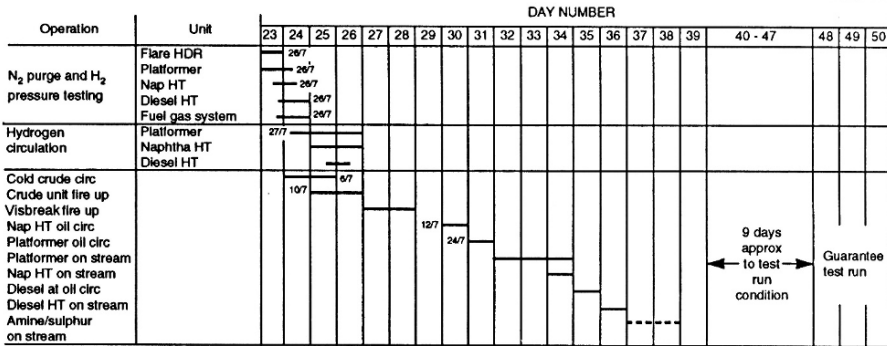 DAY NUMBER
Operation Unit 23 24 25 26 27 28 29 30 31 32 33 34 35 36 37 38 39 40 - 47 48 49 50
N2 purge and H2
pressure testing
Flare HDR 26/7
Platformer 26/7
Nap HT 26/7
Diesel HT 26/7
Fuel gas system 26/7
Hydrogen
circulation
Platformer 27/7
Naphtha HT
Diesel HT
Cold crude circ 6/7
Crude unit fire up 10/7
Visbreak fire up
Nap HT oil circ 12/7
Platformer oil circ 24/7
Platformer on stream
Nap HT on stream
Diesel at oil circ
Diesel HT on stream
Amine/sulphur
on stream
9 days
approx
to test
run
condition
Guarantee
test run